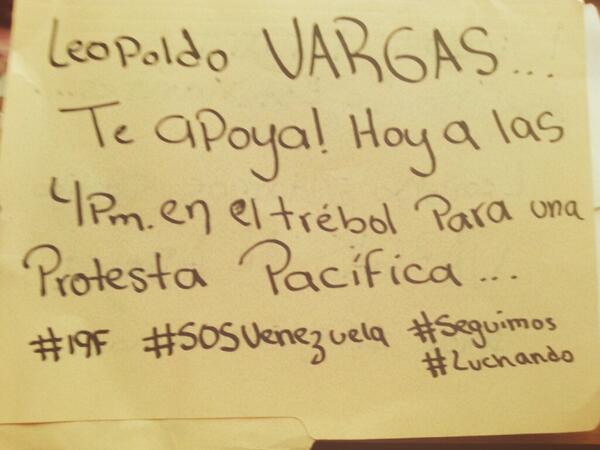 Leopoldo VARGAS...
Te apoya! Hoy a las
4Pm. en el trébol Para una
Protesta Pacífica...
#19F #SOSVenezuela #Seguimos
#Luchando